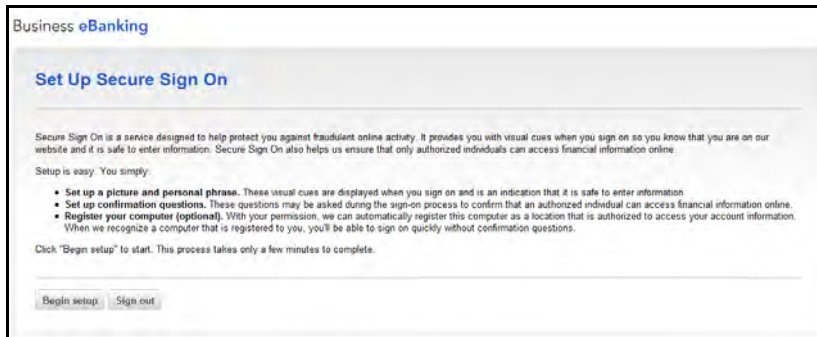 Business eBanking
Set Up Secure Sign On
Secure Sign On is a service designed to help protect you against fraudulent online activity. It provides you with visual cues when you sign on so you know that you are on our
website and it is safe to enter information. Secure Sign On also helps us ensure that only authorized individuals can access financial information online.
Setup is easy. You simply:
• Set up a picture and personal phrase. These visual cues are displayed when you sign on and is an indication that it is safe to enter information
• Set up confirmation questions. These questions may be asked during the sign-on process to confirm that an authorized individual can access financial information online.
• Register your computer (optional). With your permission, we can automatically register this computer as a location that is authorized to access your account information.
When we recognize a computer that is registered to you, you'll be able to sign on quickly without confirmation questions.
Click "Begin setup" to start. This process takes only a few minutes to complete.
Begin setup Sign out